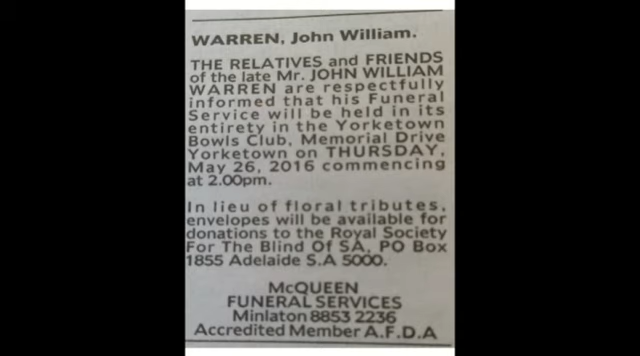 WARREN, John William.
THE RELATIVES and FRIENDS
of the late Mr. JOHN WILLIAM
WARREN are respectfully
informed that his Funeral
Service will be held in its
entirety in the Yorketown
Bowls Club, Memorial Drive
Yorketown on THURSDAY,
May 26, 2016 commencing
at 2.00pm.
In lieu of floral tributes,
envelopes will be available for
donations to the Royal Society
For The Blind Of SA, PO Box
1855 Adelaide S.A 5000.
McQUEEN
FUNERAL SERVICES
Minlaton 8853 2236
Accredited Member A.F.D.A